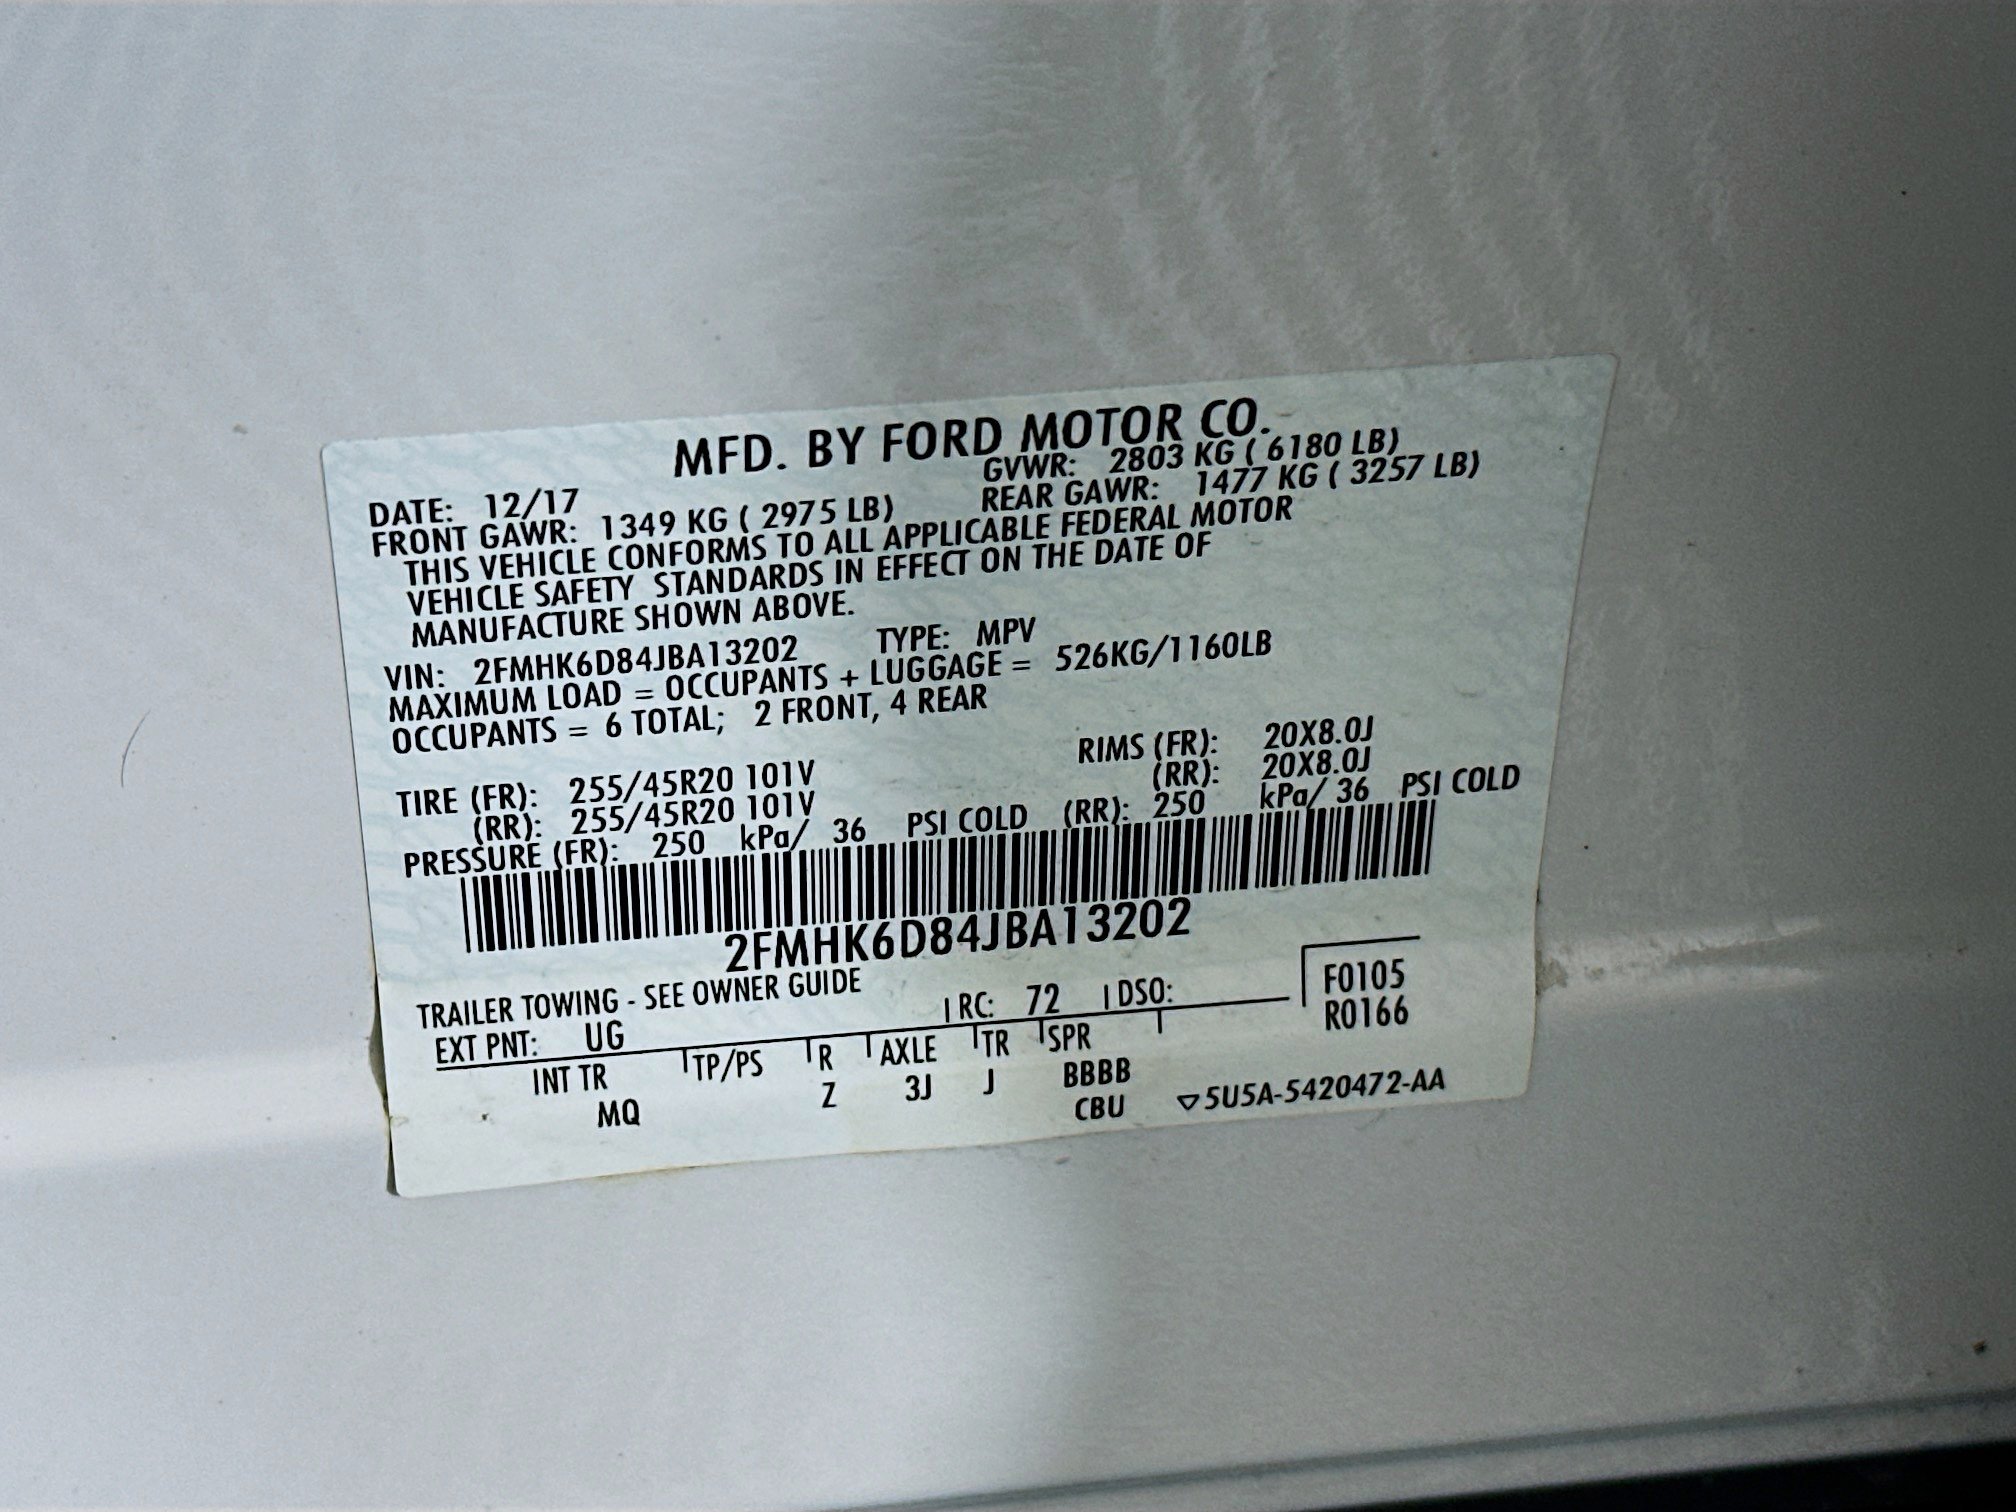 MFD. BY FORD MOTOR CO.
DATE: 12/17 GVWR: 2803 KG ( 6180 LB)
FRONT GAWR: 1349 KG ( 2975 LB) REAR GAWR: 1477 KG ( 3257 LB)
THIS VEHICLE CONFORMS TO ALL APPLICABLE FEDERAL MOTOR
VEHICLE SAFETY STANDARDS IN EFFECT ON THE DATE OF
MANUFACTURE SHOWN ABOVE.
VIN: 2FMHK6D84JBA13202 TYPE: MPV
MAXIMUM LOAD = OCCUPANTS + LUGGAGE = 526KG/1160LB
OCCUPANTS = 6 TOTAL; 2 FRONT, 4 REAR
TIRE (FR): 255/45R20 101V RIMS (FR): 20X8.0J
(RR): 255/45R20 101V (RR): 20X8.0J
PRESSURE (FR): 250 kPa/ 36 PSI COLD (RR): 250 kPa/ 36 PSI COLD
2FMHK6D84JBA13202
TRAILER TOWING - SEE OWNER GUIDE
EXT PNT: UG RC: 72 DSO: F0105
R0166
INT TR TP/PS R AXLE TR SPR
MQ Z 3J J BBBB
CBU ▽5U5A-5420472-AA